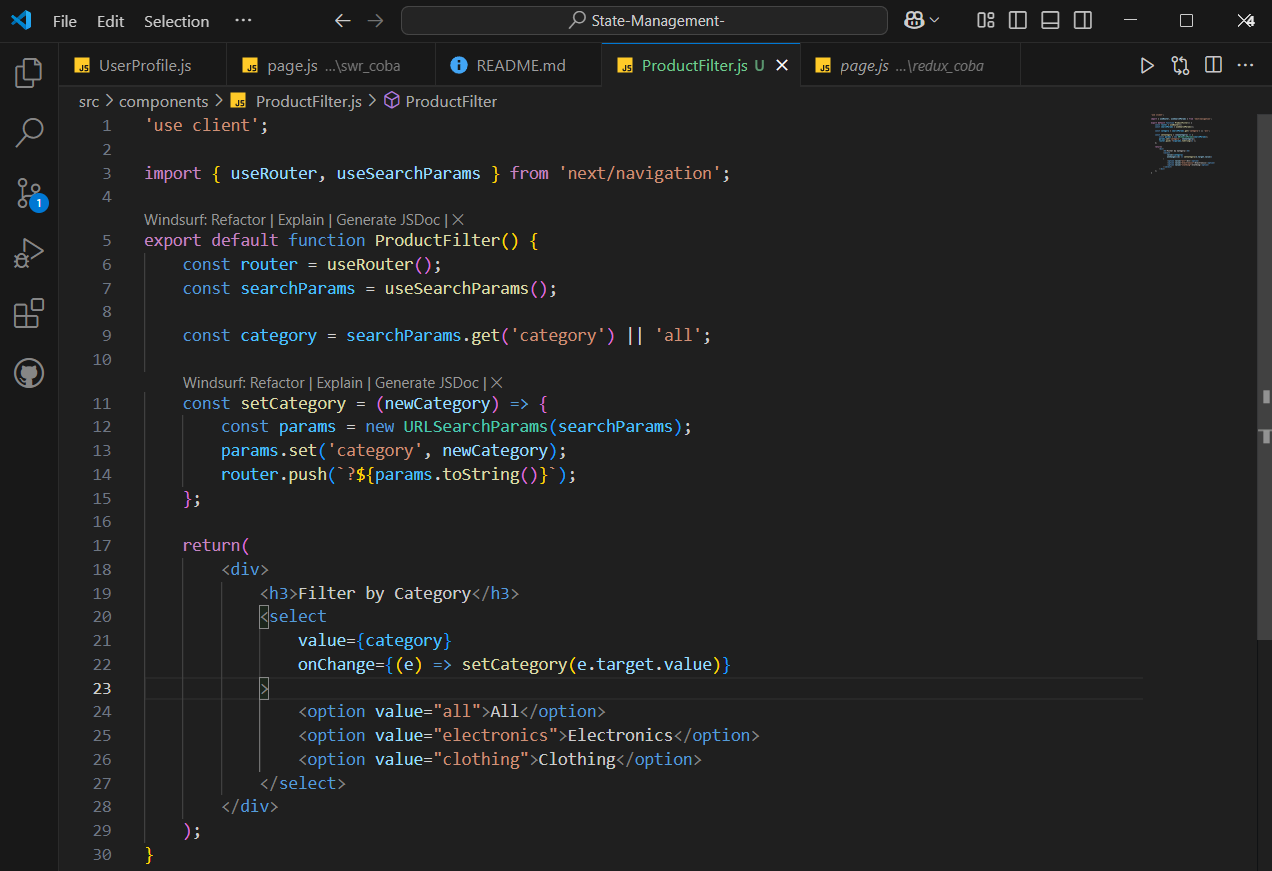 File Edit Selection ··· State-Management-
JS UserProfile.js JS page.js ...\swr_coba README.md JS ProductFilter.js U JS page.js ...\redux_coba
src > components > JS ProductFilter.js > ProductFilter
1 'use client';
2
3 import { useRouter, useSearchParams } from 'next/navigation';
4
Windsurf: Refactor | Explain | Generate JSDoc | X
5 export default function ProductFilter() {
6 const router = useRouter();
7 const searchParams = useSearchParams();
8
9 const category = searchParams.get('category') || 'all';
10
Windsurf: Refactor | Explain | Generate JSDoc | X
11 const setCategory = (newCategory) => {
12 const params = new URLSearchParams(searchParams);
13 params.set('category', newCategory);
14 router.push(`?${params.toString()}`);
15 };
16
17 return(
18 <div>
19 <h3>Filter by Category</h3>
20 <select
21 value={category}
22 onChange={(e) => setCategory(e.target.value)}
23 >
24 <option value="all">All</option>
25 <option value="electronics">Electronics</option>
26 <option value="clothing">Clothing</option>
27 </select>
28 </div>
29 );
30 }
1
4